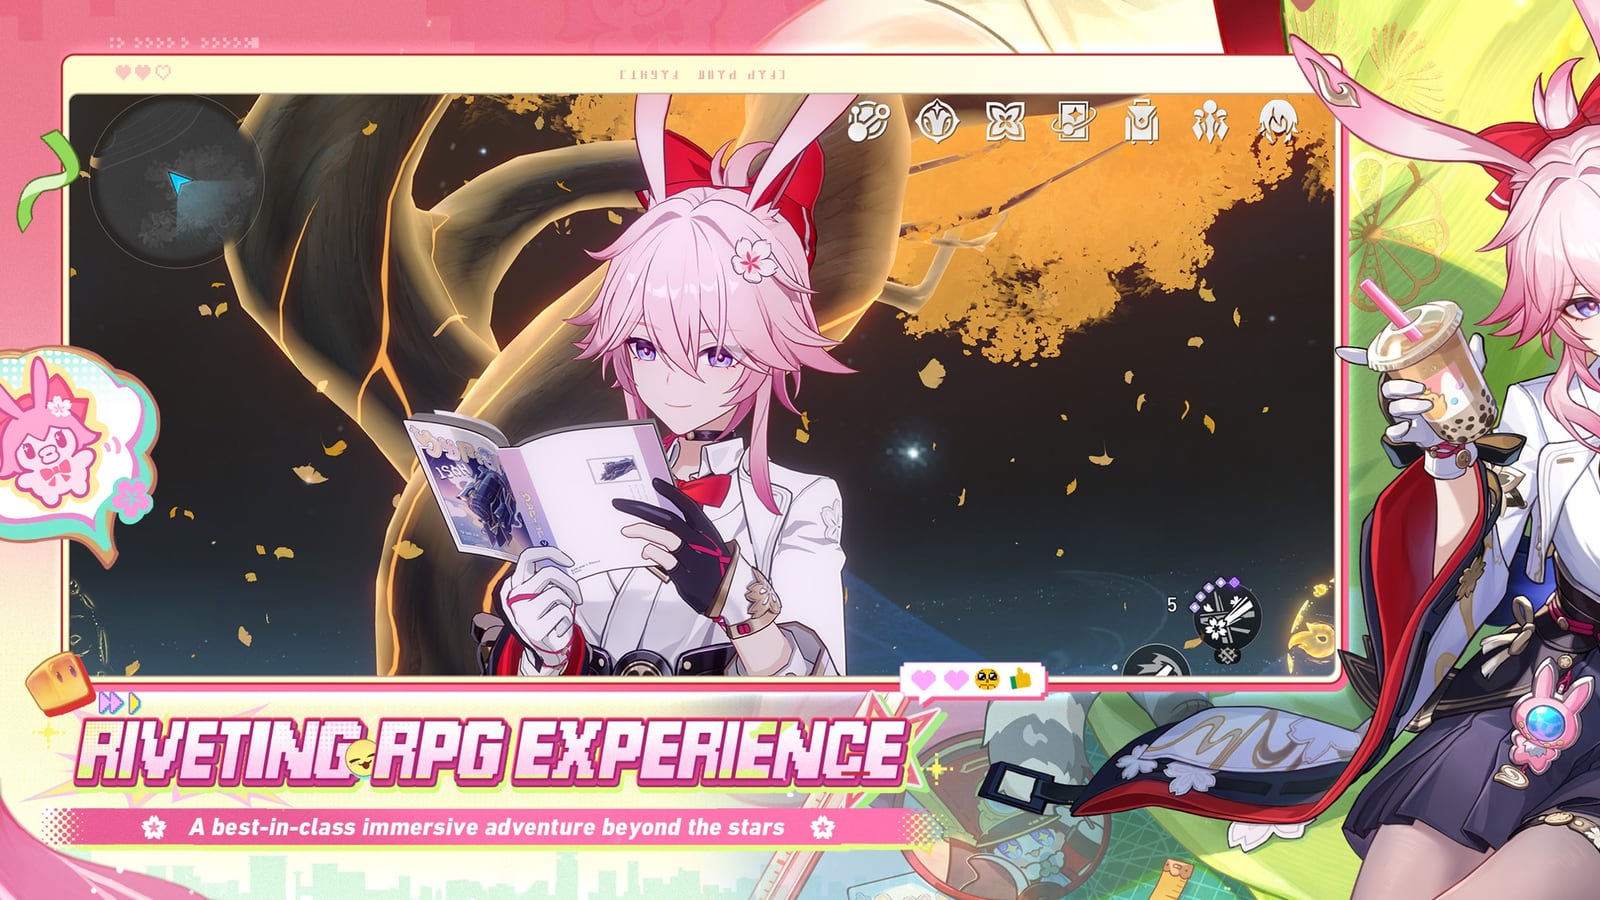 5
RIVETING RPG EXPERIENCE
A best-in-class immersive adventure beyond the stars